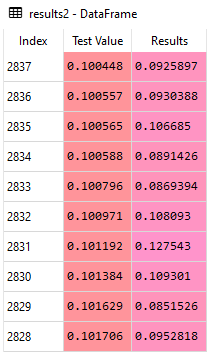 results2 - DataFrame
Index Test Value Results
2837 0.100448 0.0925897
2836 0.100557 0.0930388
2835 0.100565 0.106685
2834 0.100588 0.0891426
2833 0.100796 0.0869394
2832 0.100971 0.108093
2831 0.101192 0.127543
2830 0.101384 0.109301
2829 0.101629 0.0851526
2828 0.101706 0.0952818